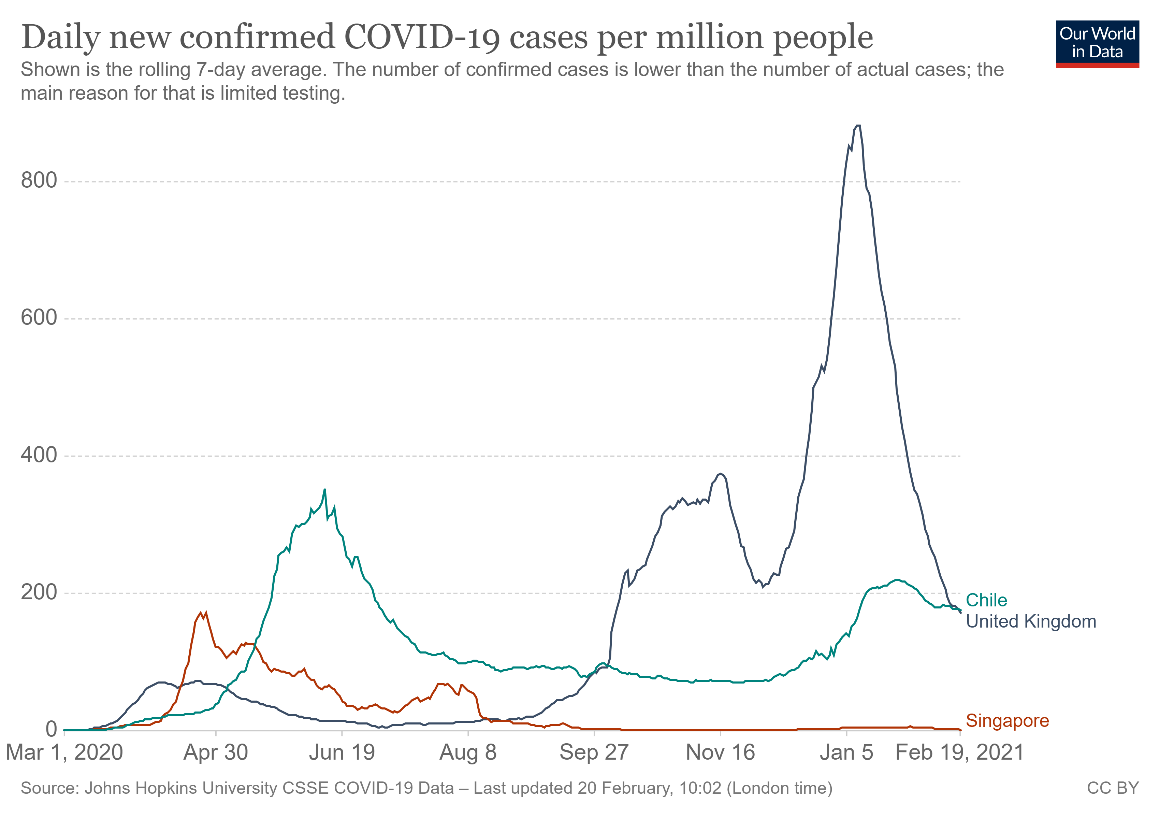 Daily new confirmed COVID-19 cases per million people
Our World
in Data
Shown is the rolling 7-day average. The number of confirmed cases is lower than the number of actual cases; the
main reason for that is limited testing.
800
600
400
200
Chile
United Kingdom
Singapore
0
Mar 1, 2020 Apr 30 Jun 19 Aug 8 Sep 27 Nov 16 Jan 5 Feb 19, 2021
Source: Johns Hopkins University CSSE COVID-19 Data – Last updated 20 February, 10:02 (London time) CC BY